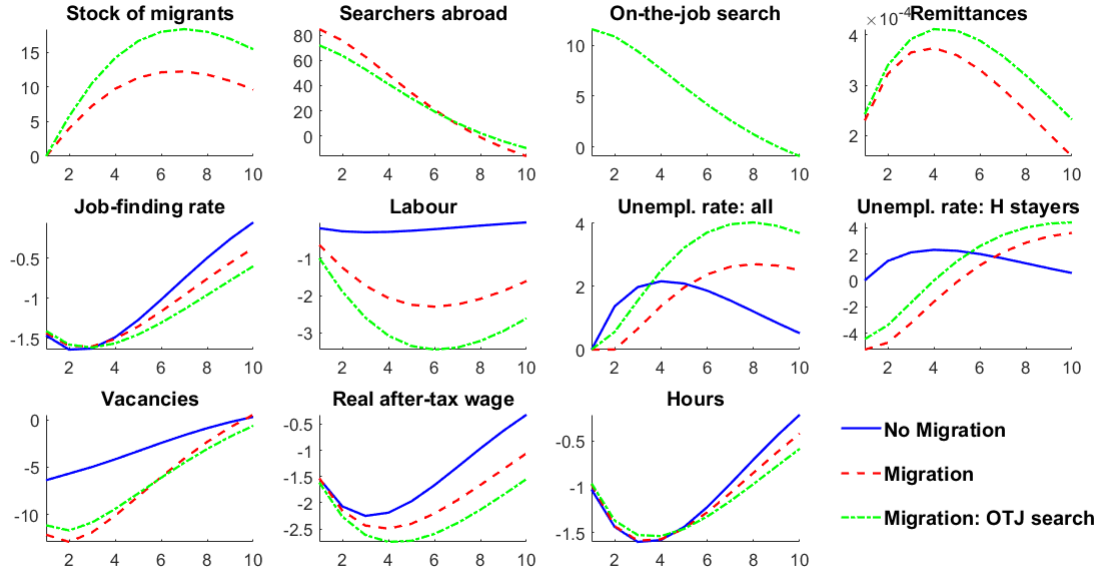 Stock of migrants
Searchers abroad
On-the-job search
Remittances
15
10
5
0
2 4 6 8 10
80
60
40
20
0
2 4 6 8 10
10
5
0
2 4 6 8 10
×10⁻⁴
4
3
2
2 4 6 8 10
Job-finding rate
Labour
Unempl. rate: all
Unempl. rate: H stayers
-0.5
-1
-1.5
2 4 6 8 10
-1
-2
-3
2 4 6 8 10
4
2
0
2 4 6 8 10
4
2
0
-2
-4
2 4 6 8 10
Vacancies
Real after-tax wage
Hours
0
-5
-10
2 4 6 8 10
-0.5
-1
-1.5
-2
-2.5
2 4 6 8 10
-0.5
-1
-1.5
2 4 6 8 10
No Migration
Migration
Migration: OTJ search